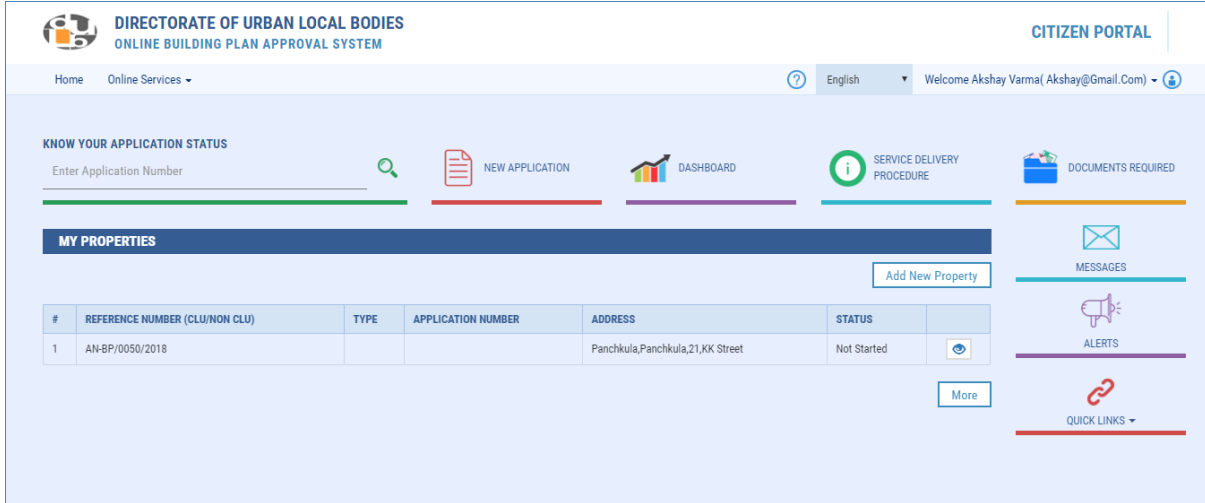 DIRECTORATE OF URBAN LOCAL BODIES
ONLINE BUILDING PLAN APPROVAL SYSTEM
CITIZEN PORTAL
Home Online Services
? English Welcome Akshay Varma( Akshay@Gmail.Com)
KNOW YOUR APPLICATION STATUS
Enter Application Number
NEW APPLICATION
DASHBOARD
SERVICE DELIVERY
PROCEDURE
DOCUMENTS REQUIRED
MY PROPERTIES
Add New Property
# REFERENCE NUMBER (CLU/NON CLU) TYPE APPLICATION NUMBER ADDRESS STATUS
1 AN-BP/0050/2018 Panchkula,Panchkula,21,KK Street Not Started
More
MESSAGES
ALERTS
QUICK LINKS